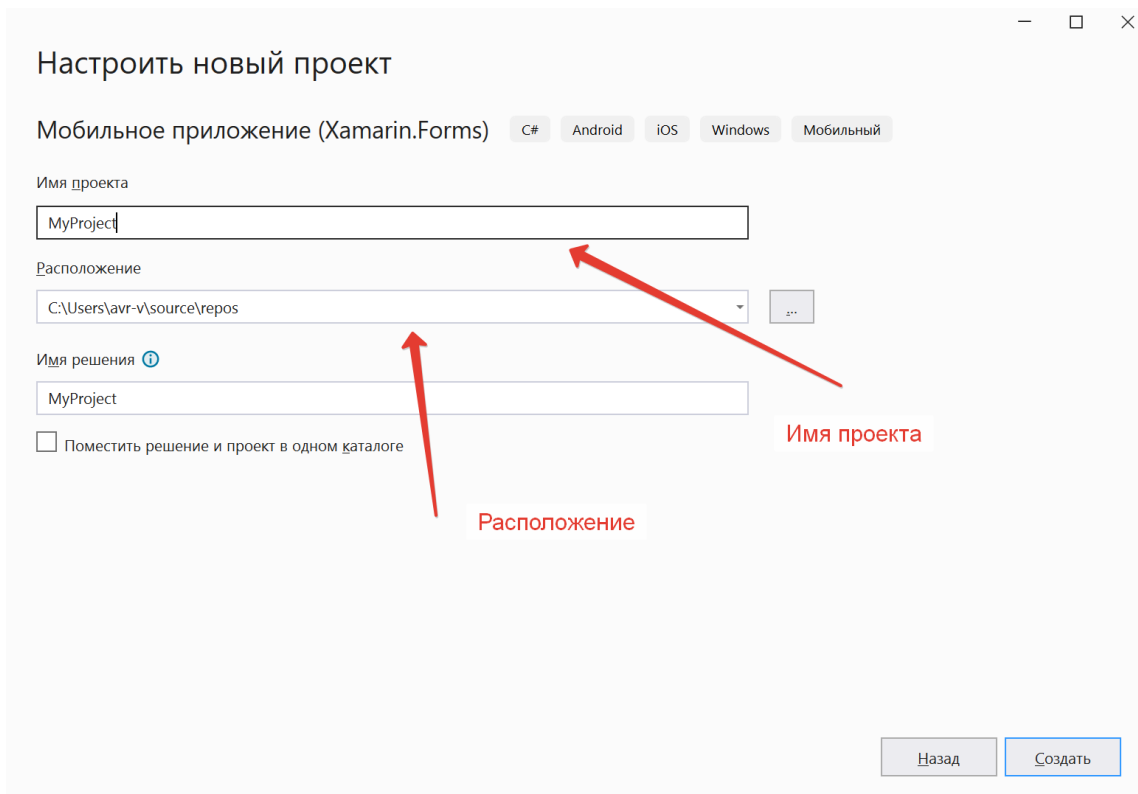 Настроить новый проект
Мобильное приложение (Xamarin.Forms) C# Android iOS Windows Мобильный
Имя проекта
MyProject
Расположение
C:\Users\avr-v\source\repos
...
Имя решения
MyProject
Имя проекта
Поместить решение и проект в одном каталоге
Расположение
Назад Создать